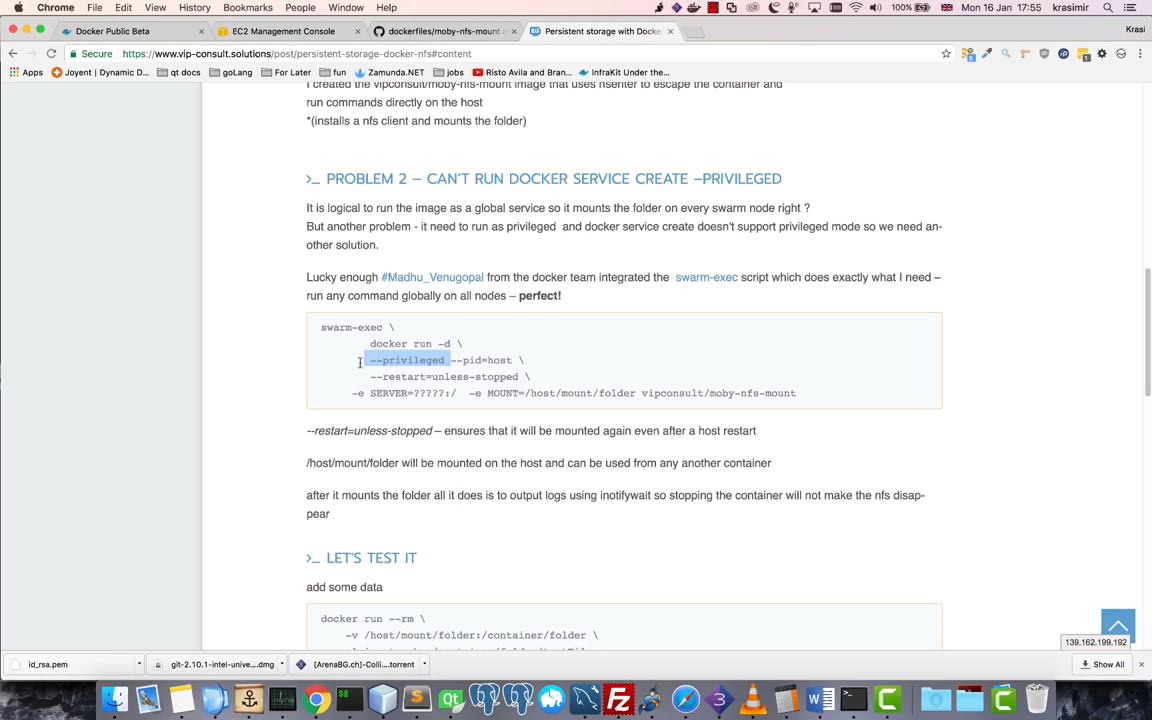 Chrome File Edit View History Bookmarks People Window Help 100% Mon 16 Jan 17:55 krasimir
Docker Public Beta × EC2 Management Console × dockerfiles/moby-nfs-mount × Persistent storage with Docke × Krasi
Secure https://www.vip-consult.solutions/post/persistent-storage-docker-nfs#content
Apps Joyent | Dynamic D... qt docs goLang For Later fun Zamunda.NET jobs Risto Avila and Bran... InfraKit Under the...
I created the vipconsult/moby-nfs-mount image that uses nsenter to escape the container and
run commands directly on the host
*(installs a nfs client and mounts the folder)
>_ PROBLEM 2 – CAN'T RUN DOCKER SERVICE CREATE –PRIVILEGED
It is logical to run the image as a global service so it mounts the folder on every swarm node right ?
But another problem - it need to run as privileged and docker service create doesn't support privileged mode so we need an-
other solution.
Lucky enough #Madhu_Venugopal from the docker team integrated the swarm-exec script which does exactly what I need –
run any command globally on all nodes – perfect!
swarm-exec \
docker run -d \
--privileged --pid=host \
--restart=unless-stopped \
-e SERVER=?????:/ -e MOUNT=/host/mount/folder vipconsult/moby-nfs-mount
--restart=unless-stopped – ensures that it will be mounted again even after a host restart
/host/mount/folder will be mounted on the host and can be used from any another container
after it mounts the folder all it does is to output logs using inotifywait so stopping the container will not make the nfs disap-
pear
>_ LET'S TEST IT
add some data
docker run --rm \
-v /host/mount/folder:/container/folder \
139.162.199.192
id_rsa.pem git-2.10.1-intel-unive....dmg [ArenaBG.ch]-Colli....torrent Show All ×